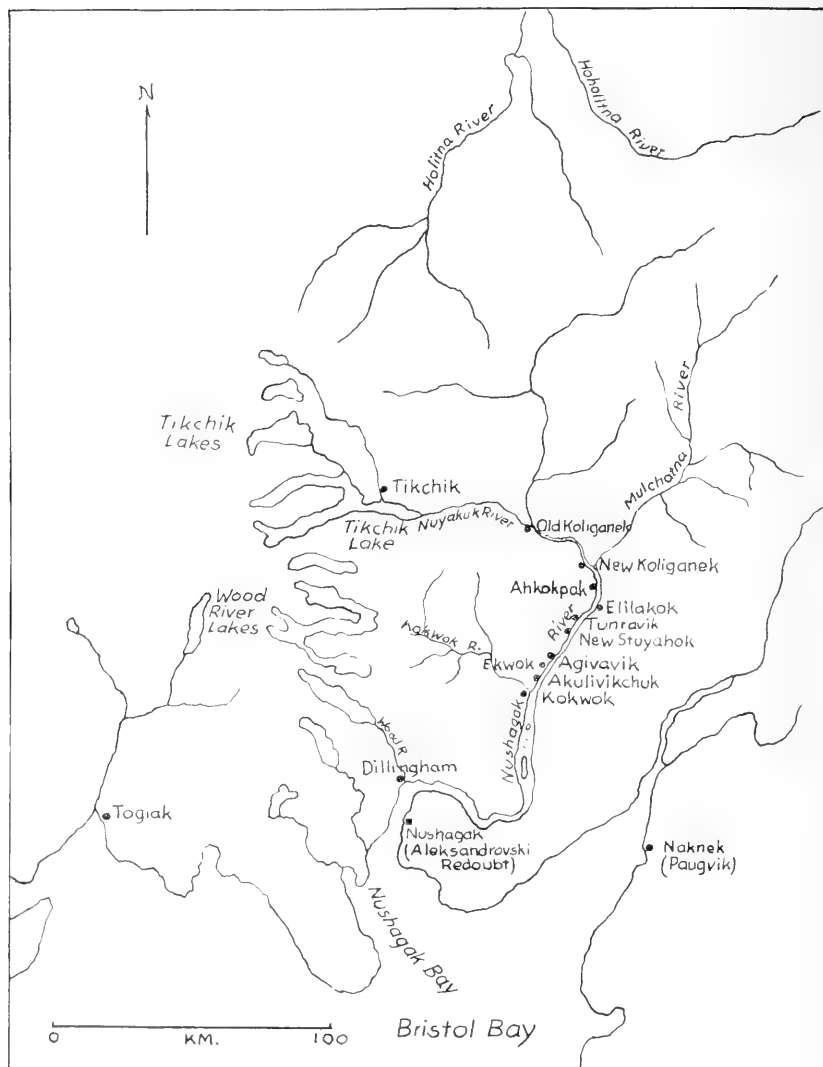 N
Holitna River
Hoholitna River
River
Mulchatna
Tikchik
Lakes
Tikchik
Tikchik
Lake
Nuyakuk River
Old Koliganek
New Koliganek
Ahkokpak
Elilakok
Tunravik
New Stuyahok
Wood
River
Lakes
Kokwok R.
Ekwok
Agivavik
Akulivikchuk
Kokwok
Nushagak
River
Wood R.
Dillingham
Togiak
Nushagak
(Aleksandrovski
Redoubt)
Naknek
(Paugvik)
Nushagak Bay
Bristol Bay
0
KM.
100